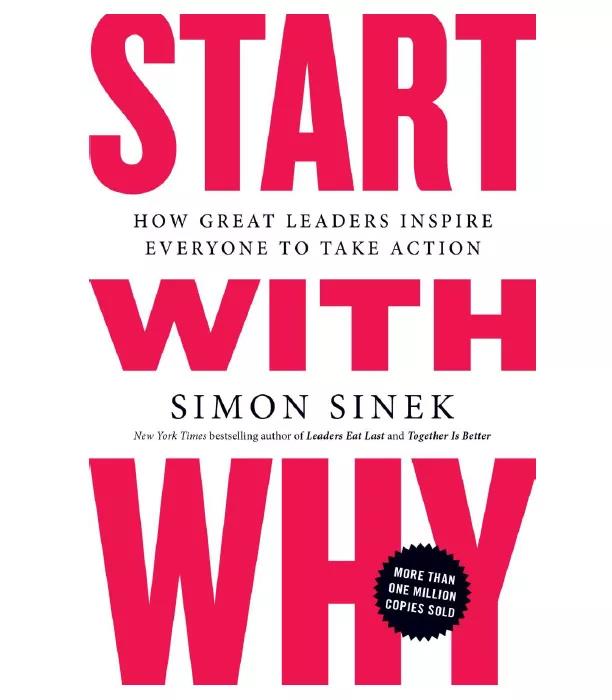 START
HOW GREAT LEADERS INSPIRE
EVERYONE TO TAKE ACTION
WITH
SIMON SINEK
New York Times bestselling author of Leaders Eat Last and Together Is Better
WHY
MORE THAN
ONE MILLION
COPIES SOLD